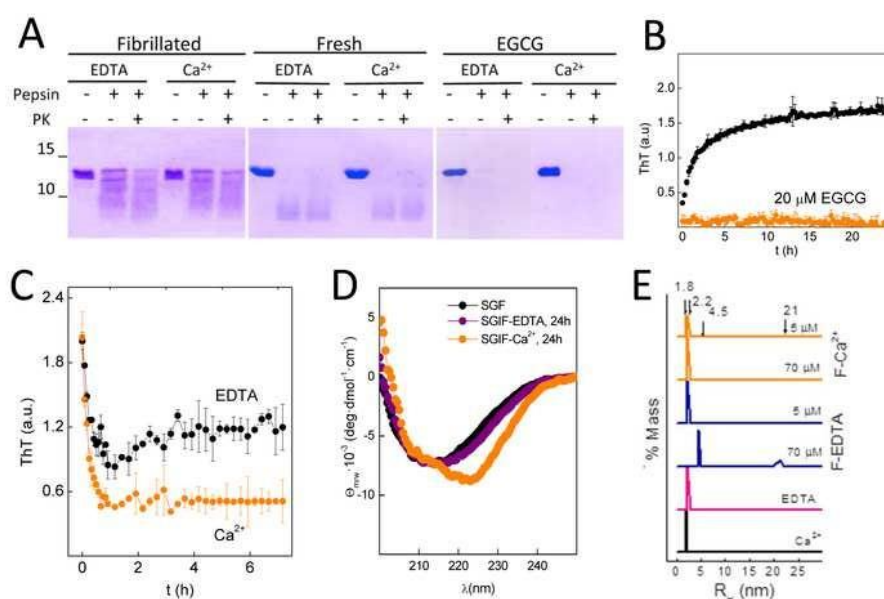 A
Fibrillated Fresh EGCG
EDTA Ca²⁺ EDTA Ca²⁺ EDTA Ca²⁺
Pepsin - + + - + + - + + - + + - + + - + +
PK - + - + - + - + - + - +
15
10
B
ThT (a.u)
1.5
1.0
0.5
20 µM EGCG
0 5 10 15 20
t (h)
C
ThT (a.u.)
2.4
1.8
1.2
0.6
EDTA
Ca²⁺
0 2 4 6
t (h)
D
SGF
SGIF-EDTA, 24h
SGIF-Ca²⁺, 24h
Θmrw·10⁻³ (deg·dmol⁻¹·cm⁻¹)
5
0
-5
-10
210 220 230 240
λ(nm)
E
% Mass
1.8
2.2
4.5
21
5 µM
70 µM
F-Ca²⁺
5 µM
70 µM
F-EDTA
EDTA
Ca²⁺
0 5 10 15 20 25
(nm)